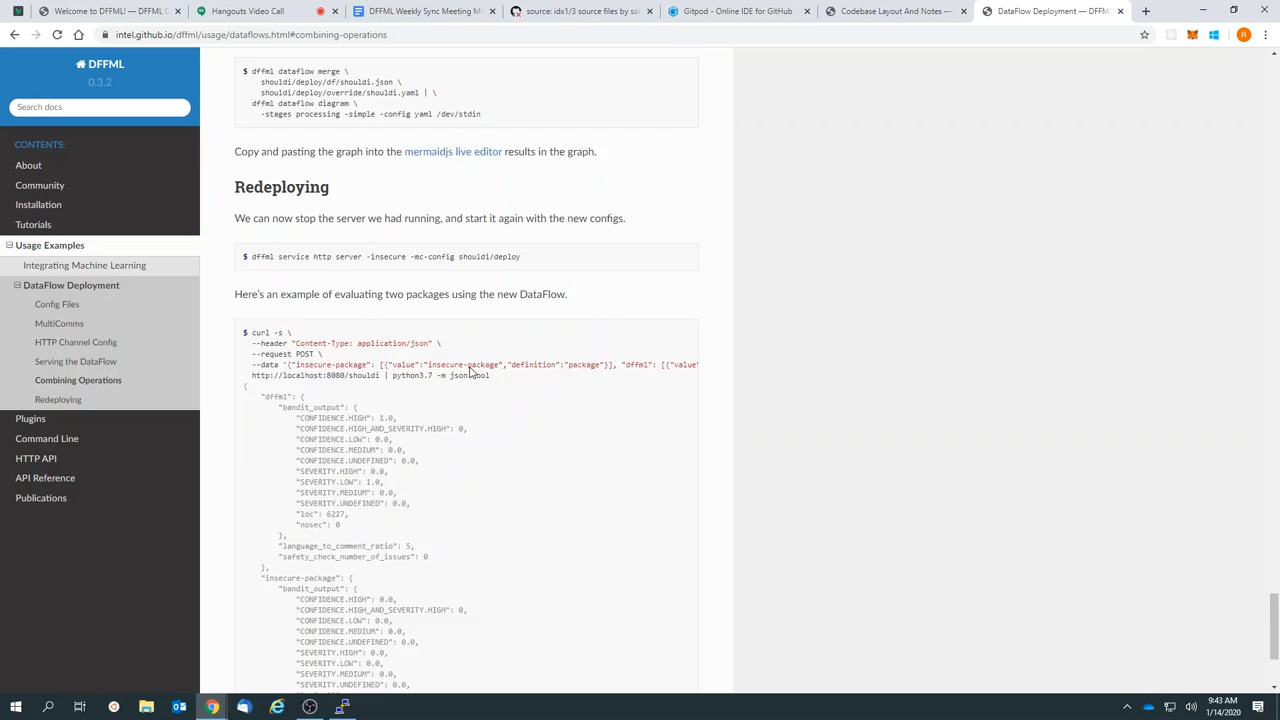 Welcome to DFFML! — DFFML
Hangouts Video Call
DFFML Weekly Sync Meeting M
source: idx1/3 source files by sa
Gitpod - Online IDE for GitHub
Codebase Layout And Notes —
DataFlow Deployment — DFFML
intel.github.io/dffml/usage/dataflows.html#combining-operations
R
DFFML
0.3.2
Search docs
CONTENTS:
About
Community
Installation
Tutorials
Usage Examples
Integrating Machine Learning
DataFlow Deployment
Config Files
MultiComms
HTTP Channel Config
Serving the DataFlow
Combining Operations
Redeploying
Plugins
Command Line
HTTP API
API Reference
Publications
$ dffml dataflow merge \
shouldi/deploy/df/shouldi.json \
shouldi/deploy/override/shouldi.yaml | \
dffml dataflow diagram \
-stages processing -simple -config yaml /dev/stdin
Copy and pasting the graph into the mermaidjs live editor results in the graph.
Redeploying
We can now stop the server we had running, and start it again with the new configs.
$ dffml service http server -insecure -mc-config shouldi/deploy
Here's an example of evaluating two packages using the new DataFlow.
$ curl -s \
--header "Content-Type: application/json" \
--request POST \
--data '{"insecure-package": [{"value":"insecure-package","definition":"package"}], "dffml": [{"value"
http://localhost:8080/shouldi | python3.7 -m json.tool
{
"dffml": {
"bandit_output": {
"CONFIDENCE.HIGH": 1.0,
"CONFIDENCE.HIGH_AND_SEVERITY.HIGH": 0,
"CONFIDENCE.LOW": 0.0,
"CONFIDENCE.MEDIUM": 0.0,
"CONFIDENCE.UNDEFINED": 0.0,
"SEVERITY.HIGH": 0.0,
"SEVERITY.LOW": 1.0,
"SEVERITY.MEDIUM": 0.0,
"SEVERITY.UNDEFINED": 0.0,
"loc": 6227,
"nosec": 0
},
"language_to_comment_ratio": 5,
"safety_check_number_of_issues": 0
},
"insecure-package": {
"bandit_output": {
"CONFIDENCE.HIGH": 0.0,
"CONFIDENCE.HIGH_AND_SEVERITY.HIGH": 0,
"CONFIDENCE.LOW": 0.0,
"CONFIDENCE.MEDIUM": 0.0,
"CONFIDENCE.UNDEFINED": 0.0,
"SEVERITY.HIGH": 0.0,
"SEVERITY.LOW": 0.0,
"SEVERITY.MEDIUM": 0.0,
"SEVERITY.UNDEFINED": 0.0,
9:43 AM
1/14/2020